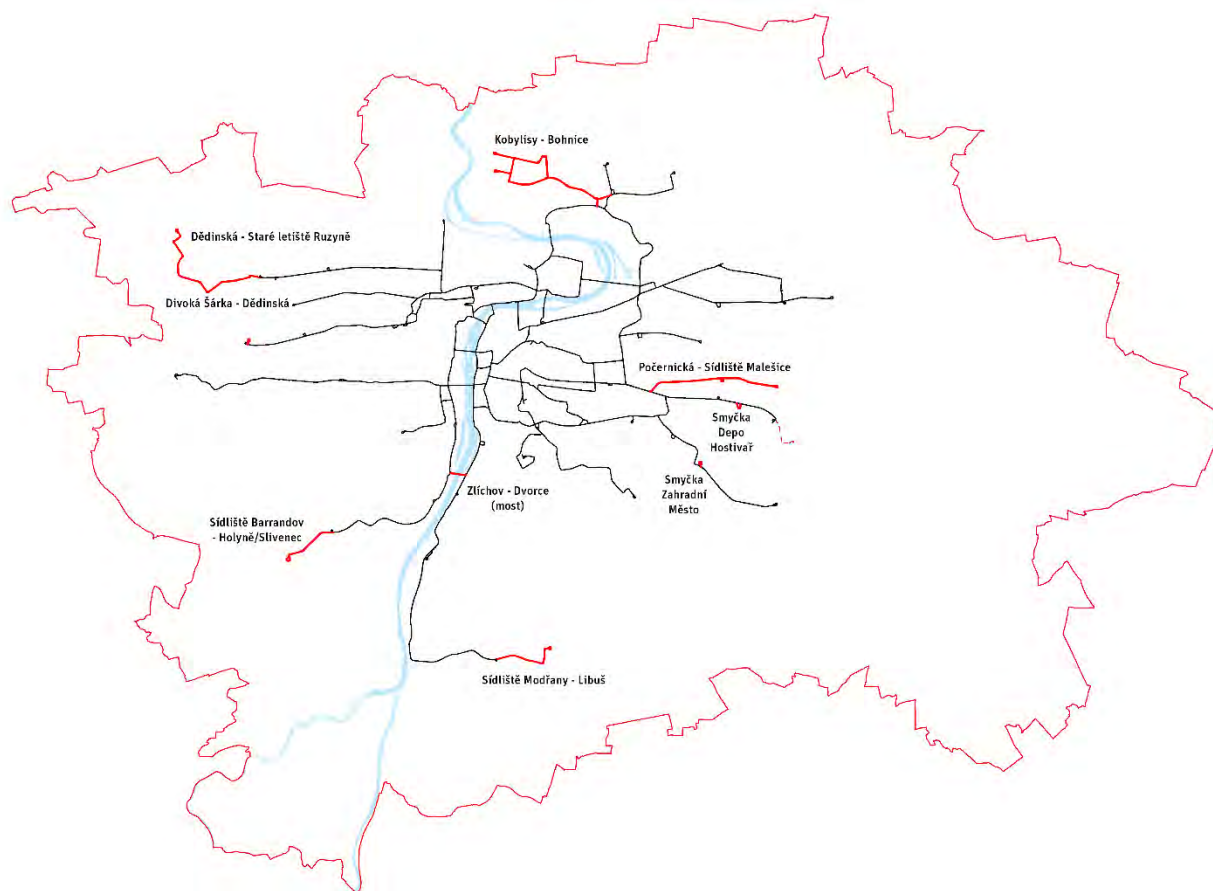 Kobylisy - Bohnice
Dědinská - Staré letiště Ruzyně
Divoká Šárka - Dědinská
Počernická - Sídliště Malešice
Smyčka
Depo
Hostivař
Smyčka
Zahradní
Město
Zlíchov - Dvorce
(most)
Sídliště Barrandov
- Holyně/Slivenec
Sídliště Modřany - Libuš